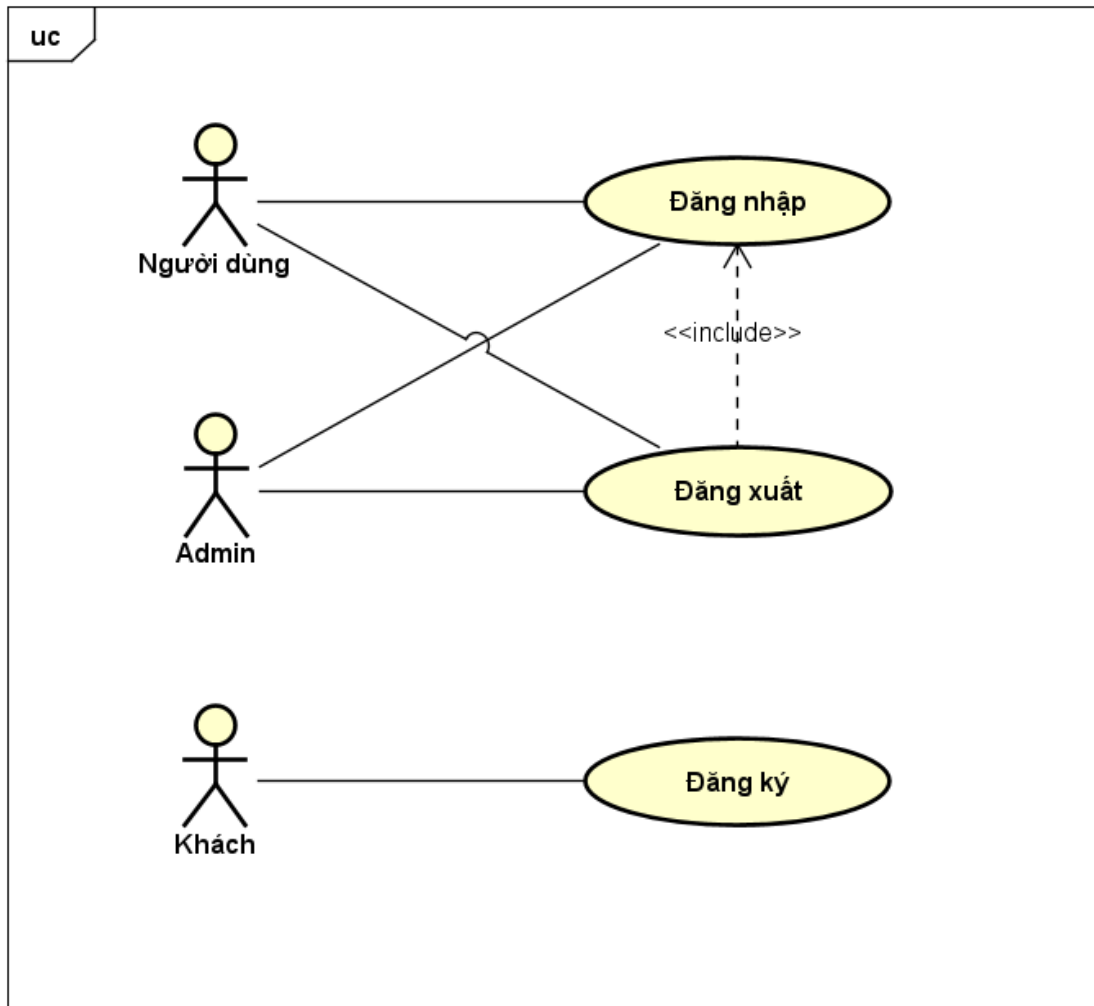 uc
Đăng nhập
Người dùng
<<include>>
Đăng xuất
Admin
Đăng ký
Khách